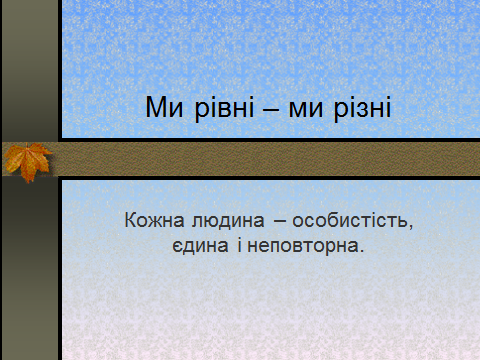 Ми рівні – ми різні
Кожна людина – особистість,
єдина і неповторна.